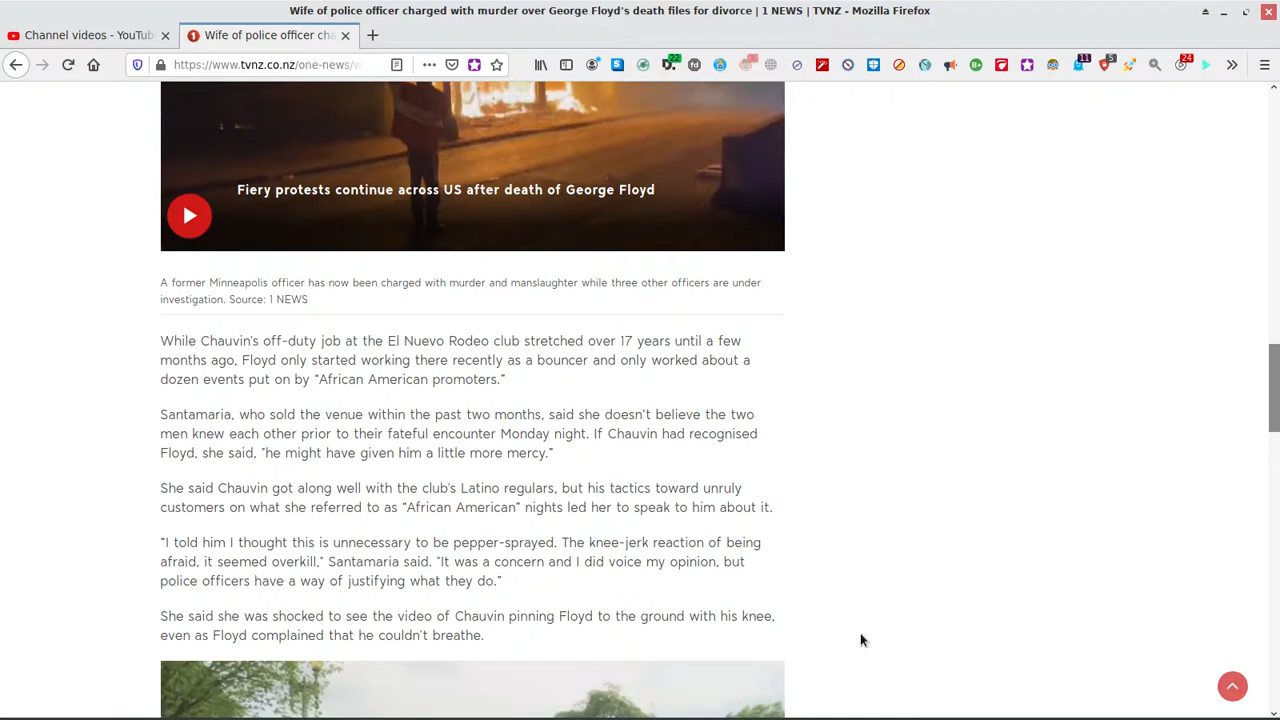 Wife of police officer charged with murder over George Floyd's death files for divorce | 1 NEWS | TVNZ - Mozilla Firefox
Channel videos - YouTub
Wife of police officer cha
https://www.tvnz.co.nz/one-news/w
22
11
5
24
Fiery protests continue across US after death of George Floyd
A former Minneapolis officer has now been charged with murder and manslaughter while three other officers are under
investigation. Source: 1 NEWS
While Chauvin's off-duty job at the El Nuevo Rodeo club stretched over 17 years until a few
months ago, Floyd only started working there recently as a bouncer and only worked about a
dozen events put on by “African American promoters.”
Santamaria, who sold the venue within the past two months, said she doesn't believe the two
men knew each other prior to their fateful encounter Monday night. If Chauvin had recognised
Floyd, she said, "he might have given him a little more mercy.”
She said Chauvin got along well with the club's Latino regulars, but his tactics toward unruly
customers on what she referred to as “African American” nights led her to speak to him about it.
“I told him I thought this is unnecessary to be pepper-sprayed. The knee-jerk reaction of being
afraid, it seemed overkill,” Santamaria said. "It was a concern and I did voice my opinion, but
police officers have a way of justifying what they do.”
She said she was shocked to see the video of Chauvin pinning Floyd to the ground with his knee,
even as Floyd complained that he couldn't breathe.